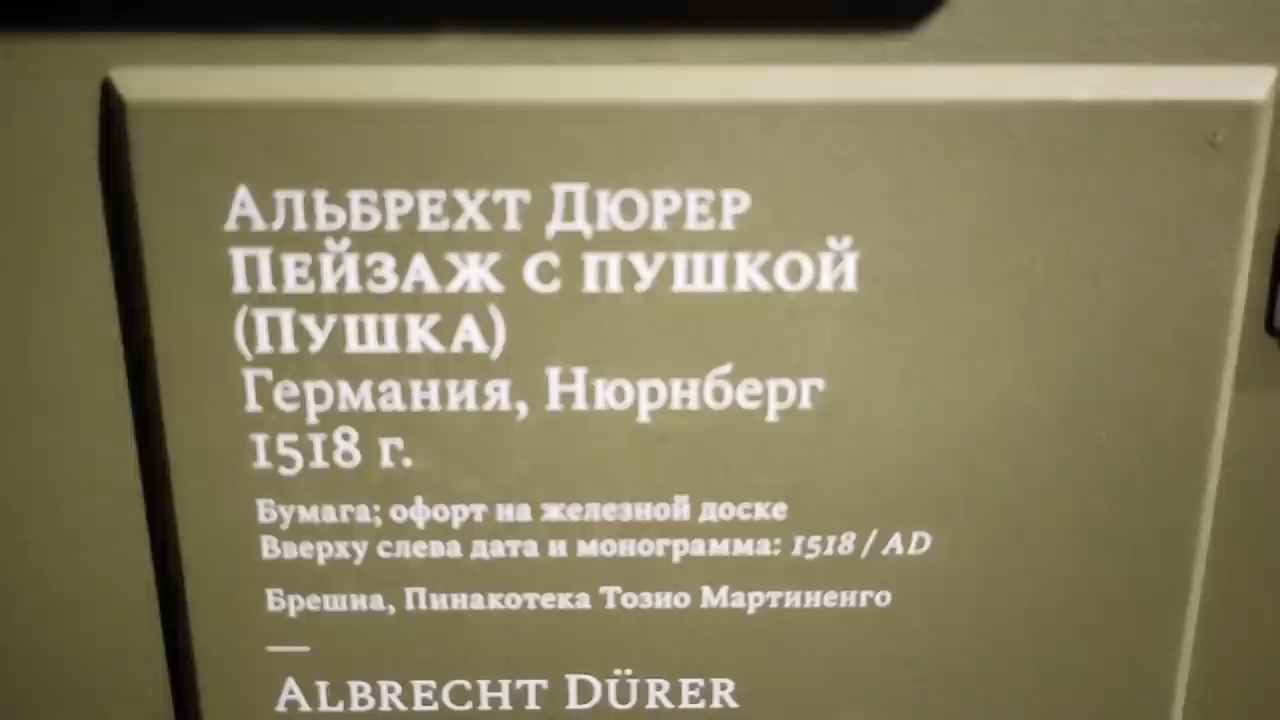 Альбрехт Дюрер
Пейзаж с пушкой
(Пушка)
Германия, Нюрнберг
1518 г.
Бумага; офорт на железной доске
Вверху слева дата и монограмма: 1518 / AD
Брешиа, Пинакотека Тозио Мартиненго
—
Albrecht Dürer